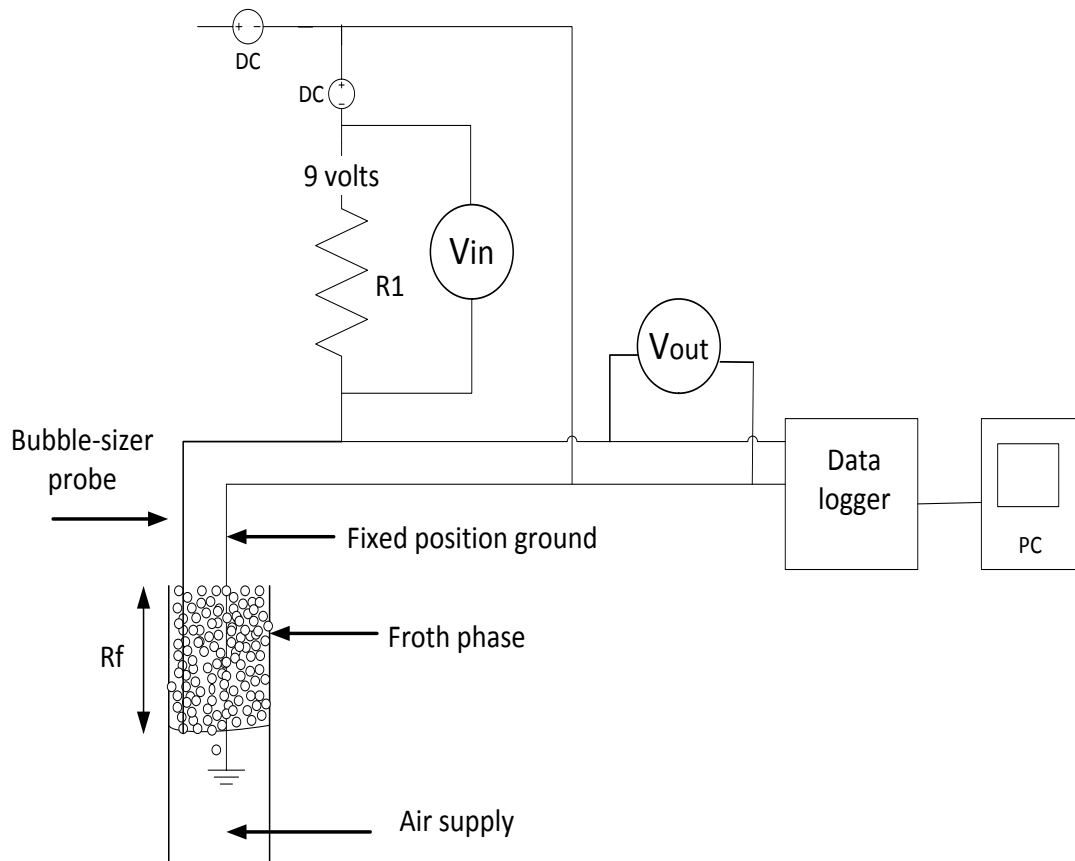 + -
DC
DC
+
-
9 volts
Vin
R1
Vout
Bubble-sizer
probe
Data
logger
PC
Fixed position ground
Froth phase
Rf
Air supply